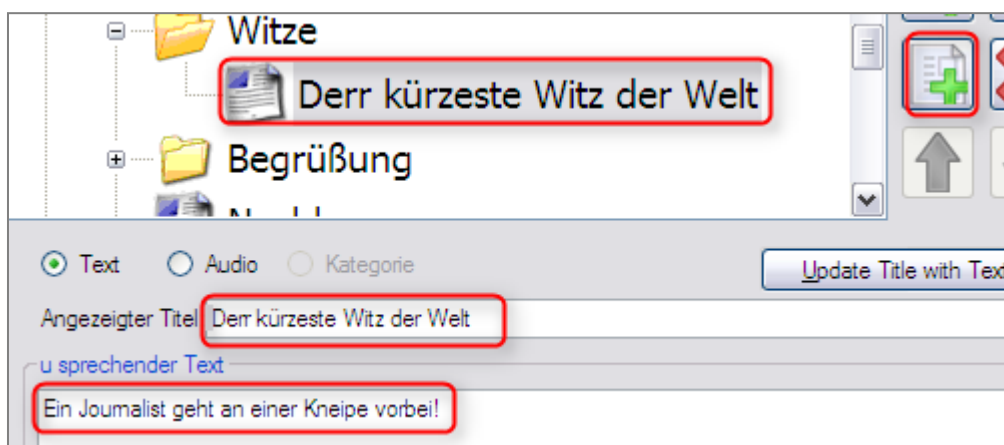 Witze
Derr kürzeste Witz der Welt
Begrüßung
Text Audio Kategorie
Update Title with Text
Angezeigter Titel Derr kürzeste Witz der Welt
u sprechender Text
Ein Journalist geht an einer Kneipe vorbei!